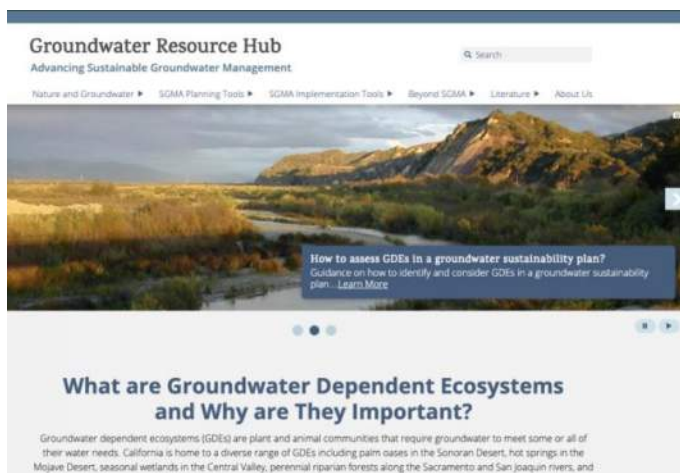 Groundwater Resource Hub
Advancing Sustainable Groundwater Management
Search
Nature and Groundwater ▶ SGMA Planning Tools ▶ SGMA Implementation Tools ▶ Beyond SGMA ▶ Literature ▶ About Us
How to assess GDEs in a groundwater sustainability plan?
Guidance on how to identify and consider GDEs in a groundwater sustainability
plan... Learn More
What are Groundwater Dependent Ecosystems
and Why are They Important?
Groundwater dependent ecosystems (GDEs) are plant and animal communities that require groundwater to meet some or all of
their water needs. California is home to a diverse range of GDEs including palm oases in the Sonoran Desert, hot springs in the
Mojave Desert, seasonal wetlands in the Central Valley, perennial riparian forests along the Sacramento and San Joaquin rivers, and